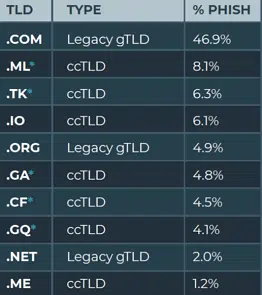 TLD TYPE % PHISH
.COM Legacy gTLD 46.9%
.ML* ccTLD 8.1%
.TK* ccTLD 6.3%
.IO ccTLD 6.1%
.ORG Legacy gTLD 4.9%
.GA* ccTLD 4.8%
.CF* ccTLD 4.5%
.GQ* ccTLD 4.1%
.NET Legacy gTLD 2.0%
.ME ccTLD 1.2%